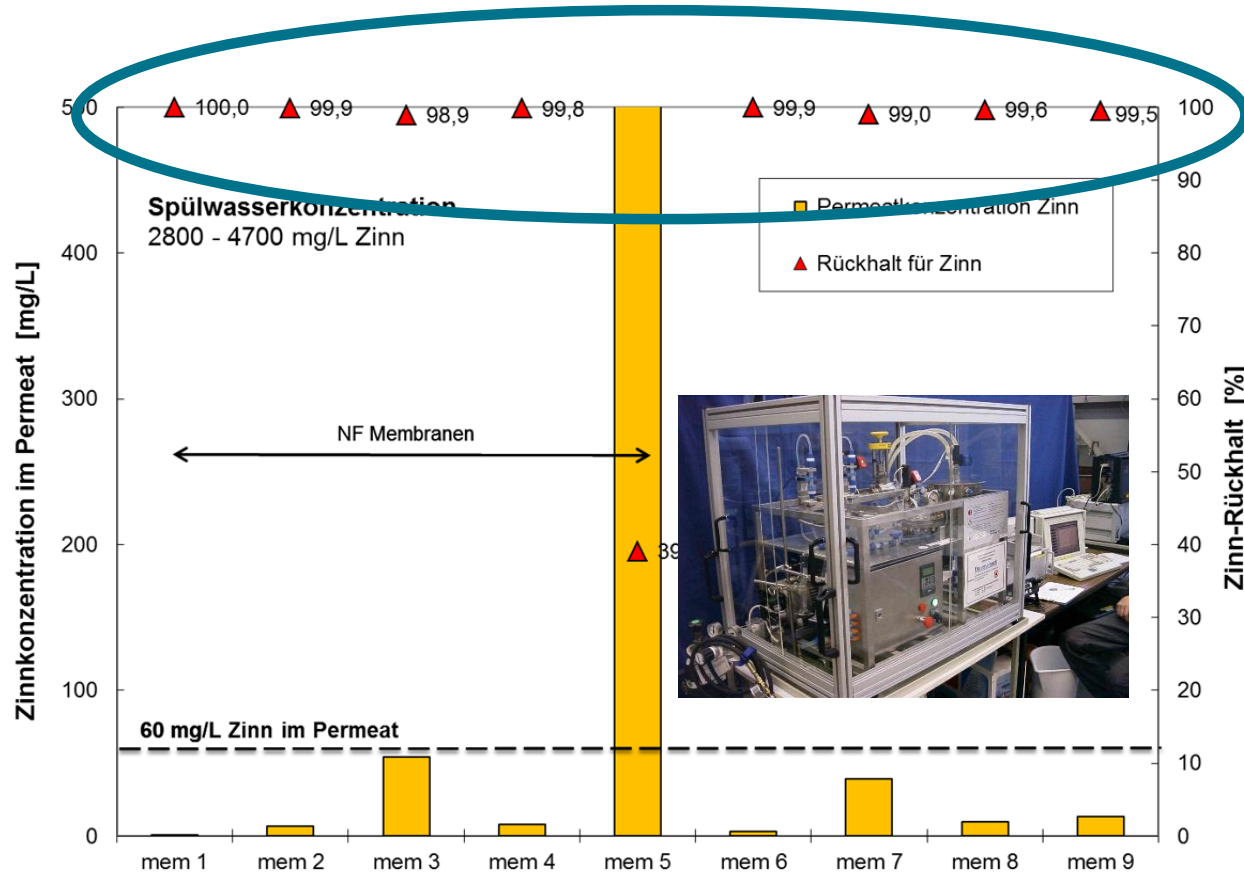 100,0
99,9
98,9
99,8
99,9
99,0
99,6
99,5
500
400
300
200
100
0
Zinnkonzentration im Permeat [mg/L]
Spülwasserkonzentration
2800 - 4700 mg/L Zinn
Permeatkonzentration Zinn
Rückhalt für Zinn
NF Membranen
39
60 mg/L Zinn im Permeat
100
90
80
70
60
50
40
30
20
10
0
Zinn-Rückhalt [%]
mem 1
mem 2
mem 3
mem 4
mem 5
mem 6
mem 7
mem 8
mem 9